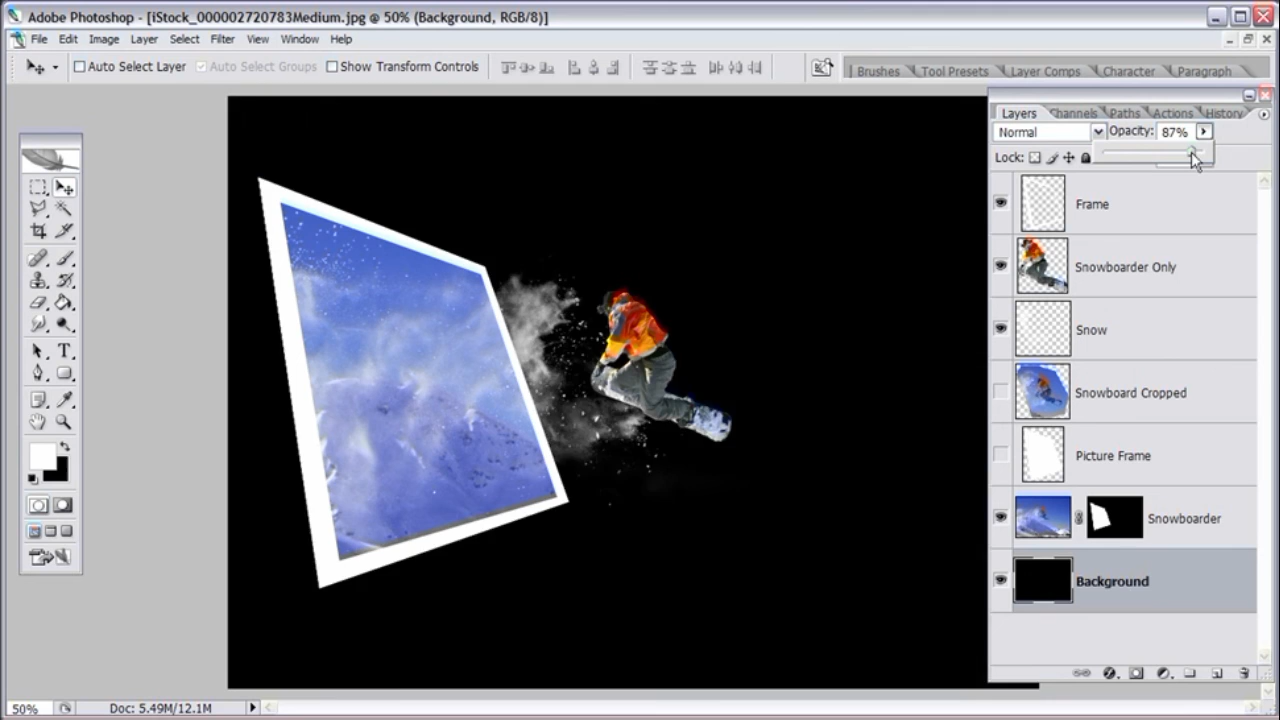 Adobe Photoshop - [iStock_000002720783Medium.jpg @ 50% (Background, RGB/8)]
File Edit Image Layer Select Filter View Window Help
Auto Select Layer Auto Select Groups Show Transform Controls Brushes Tool Presets Layer Comps Character Paragraph
Layers Channels Paths Actions History
Normal Opacity: 87%
Lock:
Frame
Snowboarder Only
Snow
Snowboard Cropped
Picture Frame
Snowboarder
Background
50% Doc: 5.49M/12.1M